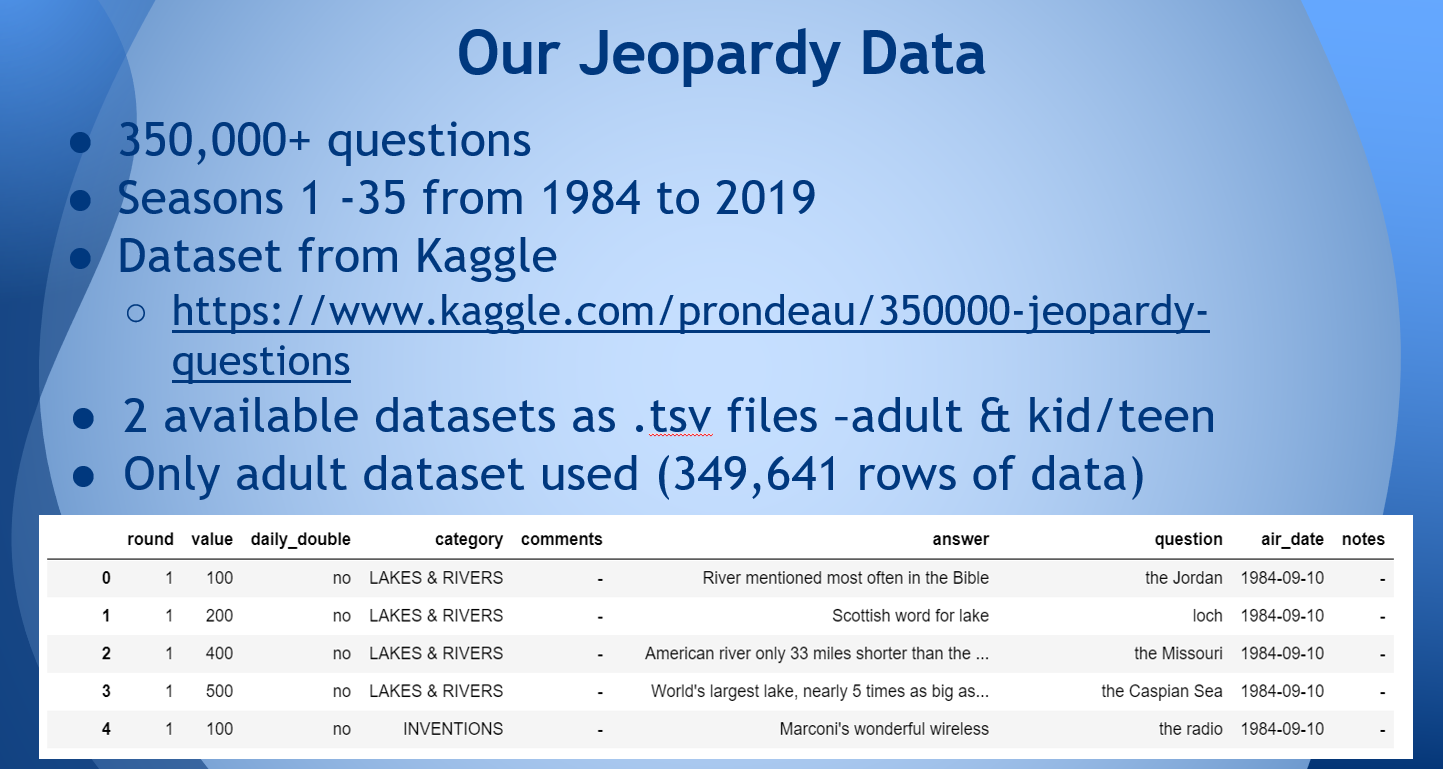 Our Jeopardy Data
● 350,000+ questions
● Seasons 1 -35 from 1984 to 2019
● Dataset from Kaggle
○ https://www.kaggle.com/prondeau/350000-jeopardy-
questions
● 2 available datasets as .tsv files –adult & kid/teen
● Only adult dataset used (349,641 rows of data)
round value daily_double category comments answer question air_date notes
0 1 100 no LAKES & RIVERS - River mentioned most often in the Bible the Jordan 1984-09-10 -
1 1 200 no LAKES & RIVERS - Scottish word for lake loch 1984-09-10 -
2 1 400 no LAKES & RIVERS - American river only 33 miles shorter than the ... the Missouri 1984-09-10 -
3 1 500 no LAKES & RIVERS - World's largest lake, nearly 5 times as big as... the Caspian Sea 1984-09-10 -
4 1 100 no INVENTIONS - Marconi's wonderful wireless the radio 1984-09-10 -